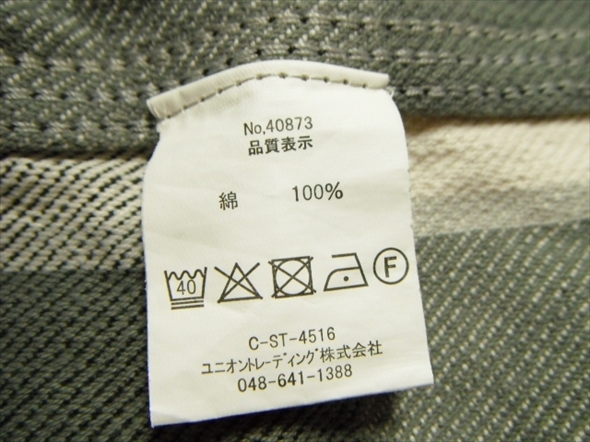 No.40873
品質表示
綿 100%
40 F
C-ST-4516
ユニオントレーディング株式会社
048-641-1388